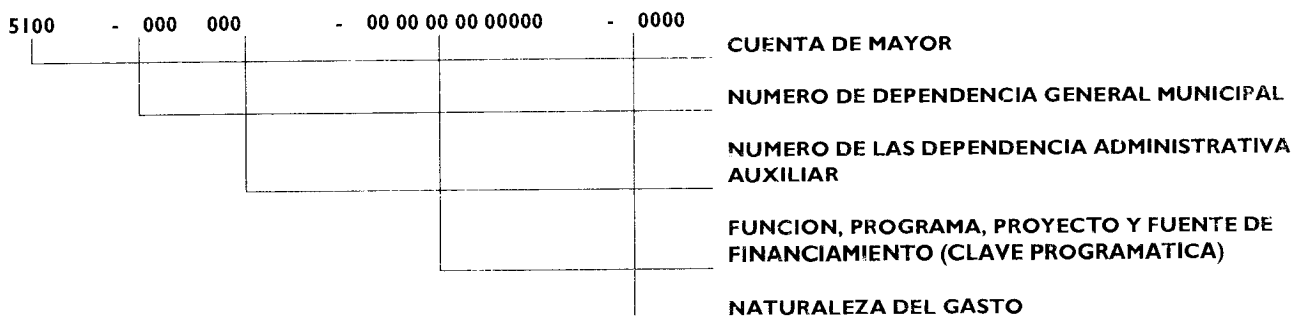 5100 - 000 000 - 00 00 00 00 00 00000 - 0000
CUENTA DE MAYOR
NUMERO DE DEPENDENCIA GENERAL MUNICIPAL
NUMERO DE LAS DEPENDENCIA ADMINISTRATIVA
AUXILIAR
FUNCION, PROGRAMA, PROYECTO Y FUENTE DE
FINANCIAMIENTO (CLAVE PROGRAMATICA)
NATURALEZA DEL GASTO